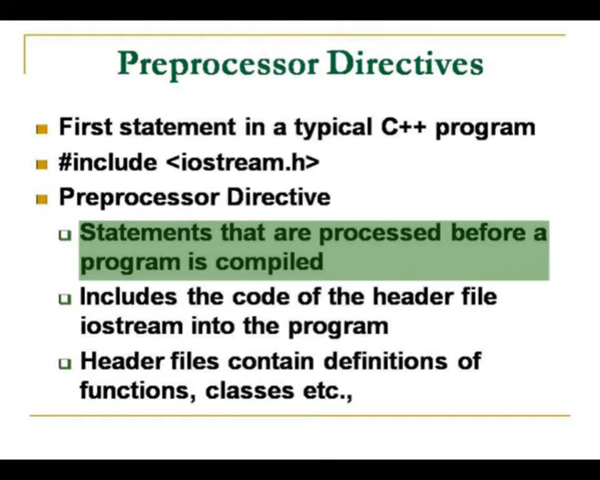 Preprocessor Directives
First statement in a typical C++ program
#include <iostream.h>
Preprocessor Directive
Statements that are processed before a
program is compiled
Includes the code of the header file
iostream into the program
Header files contain definitions of
functions, classes etc.,